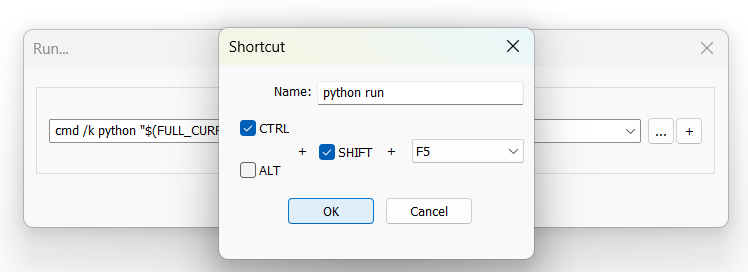 Run...
Shortcut
Name: python run
cmd /k python "$(FULL_CURR
... +
CTRL
+ SHIFT + F5
ALT
OK Cancel